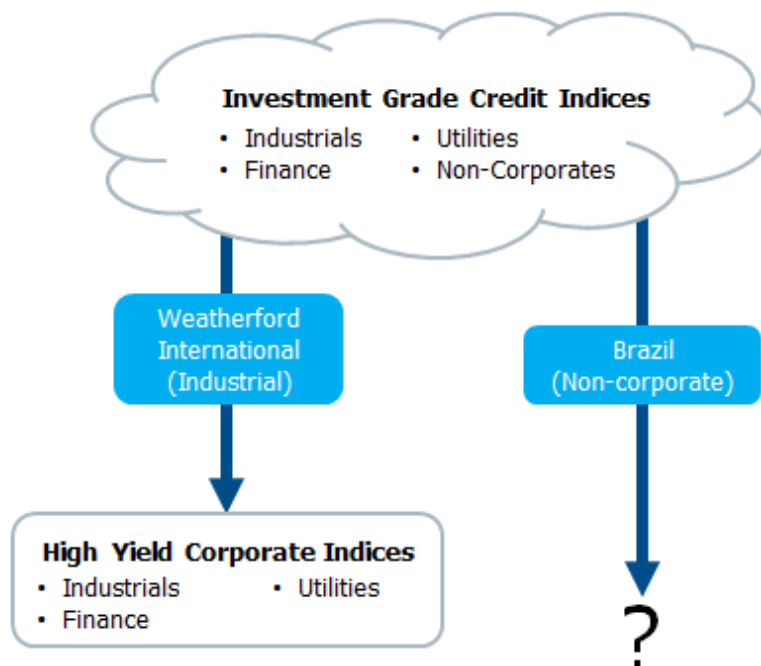 Investment Grade Credit Indices
• Industrials • Utilities
• Finance • Non-Corporates
Weatherford
International
(Industrial)
Brazil
(Non-corporate)
High Yield Corporate Indices
• Industrials • Utilities
• Finance
?